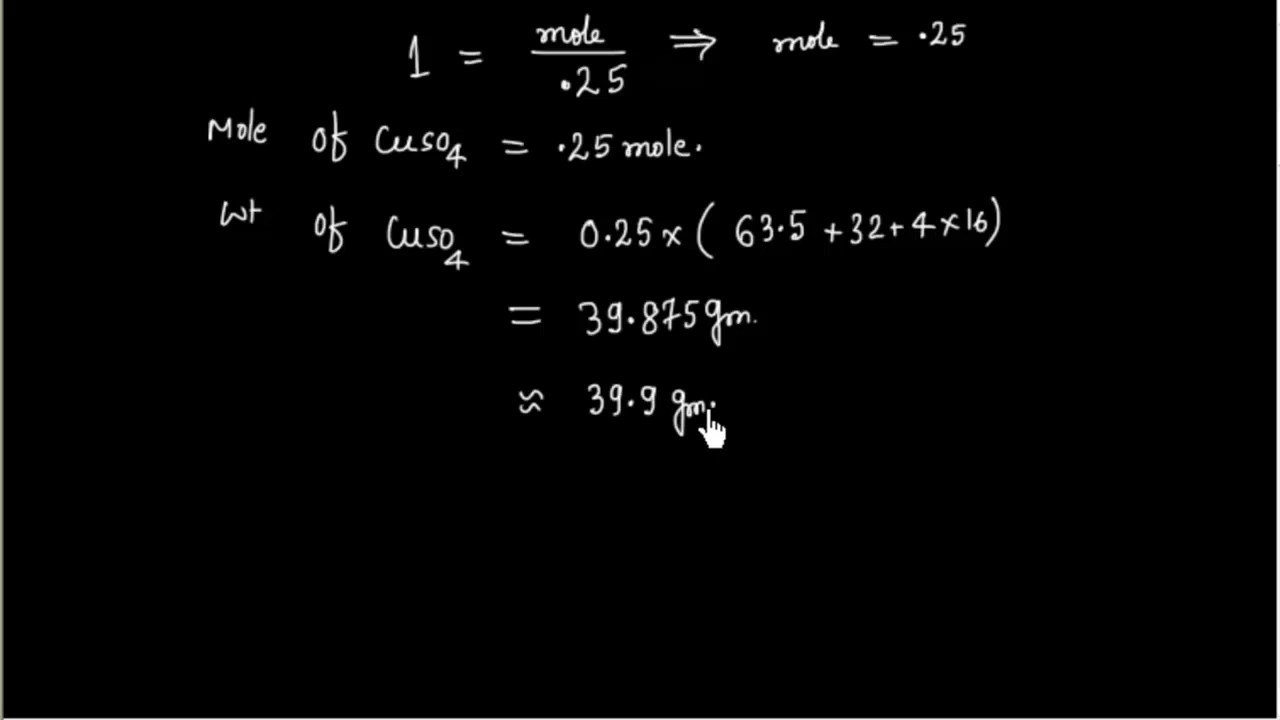 1 = mole / .25 ⇒ mole = .25
Mole of CuSO4 = .25 mole.
Wt of CuSO4 = 0.25 × ( 63.5 + 32 + 4 × 16)
= 39.875 gm.
≈ 39.9 gm.